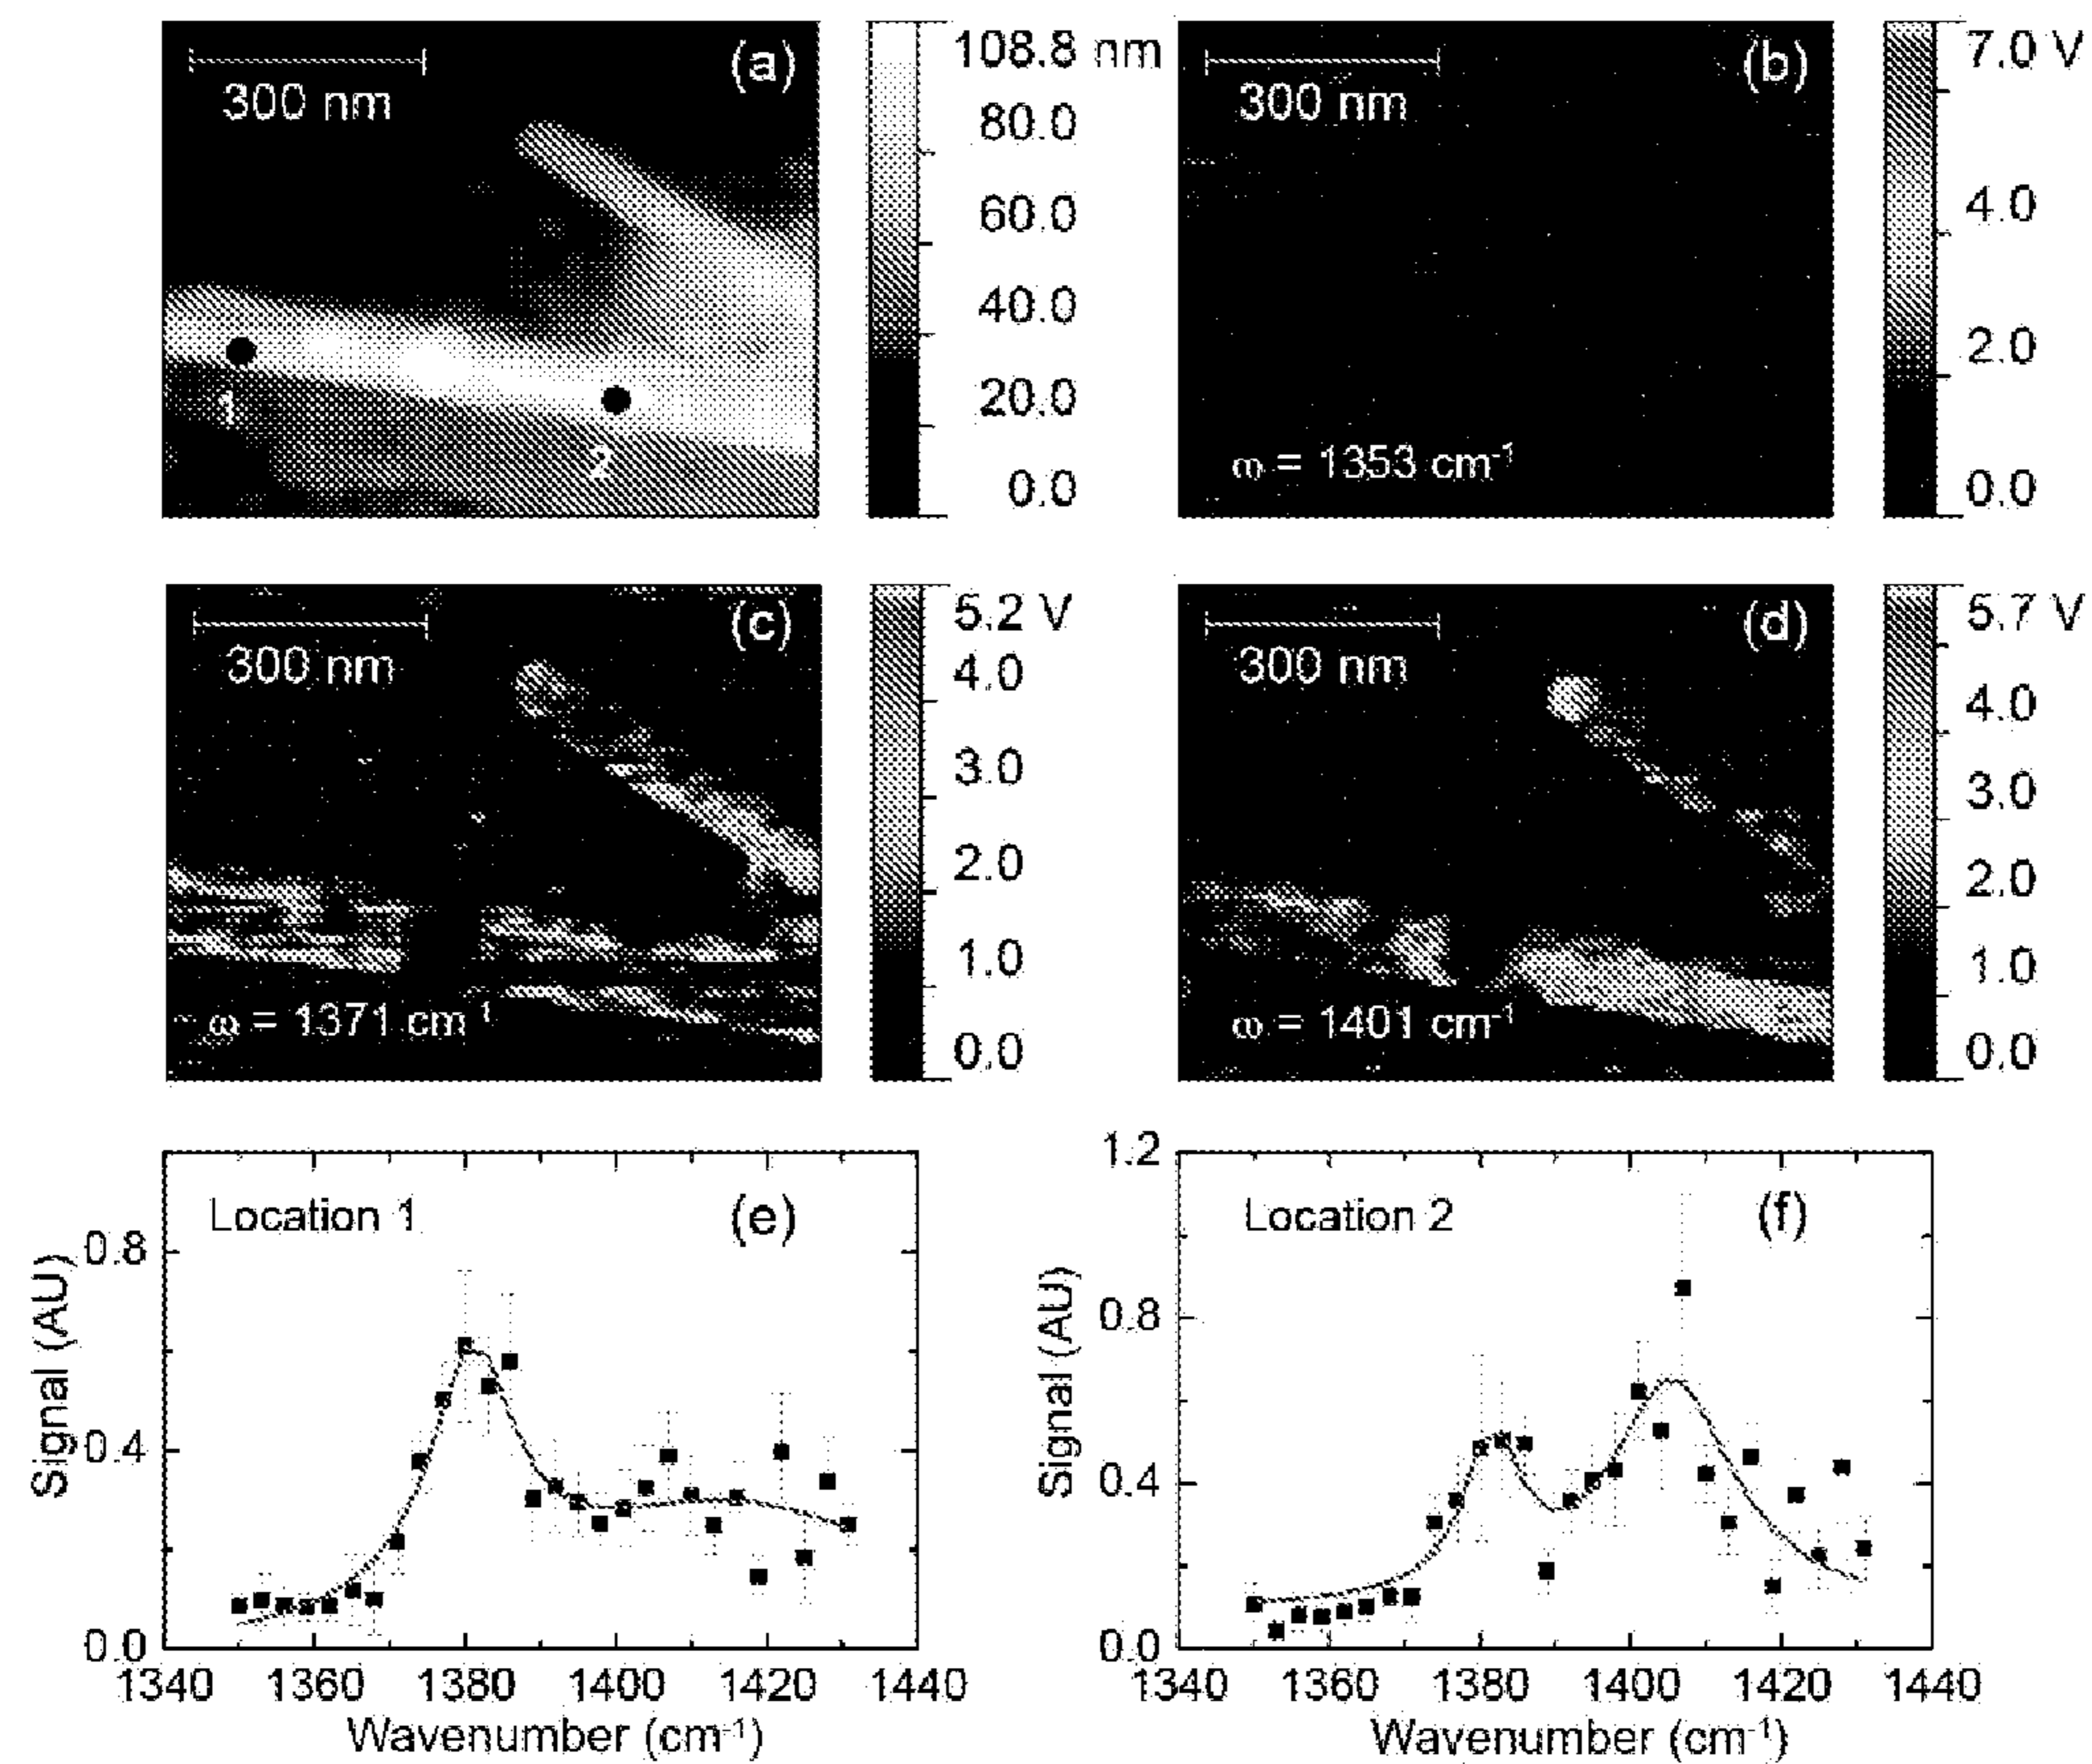 (a)
300 nm
1
2
108.8 nm
80.0
60.0
40.0
20.0
0.0
(b)
300 nm
ω = 1353 cm-1
7.0 V
4.0
2.0
0.0
(c)
300 nm
ω = 1371 cm-1
5.2 V
4.0
3.0
2.0
1.0
0.0
(d)
300 nm
ω = 1401 cm-1
5.7 V
4.0
3.0
2.0
1.0
0.0
Location 1 (e)
Signal (AU)
0.8
0.4
0.0
1340 1360 1380 1400 1420 1440
Wavenumber (cm-1)
Location 2 (f)
Signal (AU)
1.2
0.8
0.4
0.0
1340 1360 1380 1400 1420 1440
Wavenumber (cm-1)